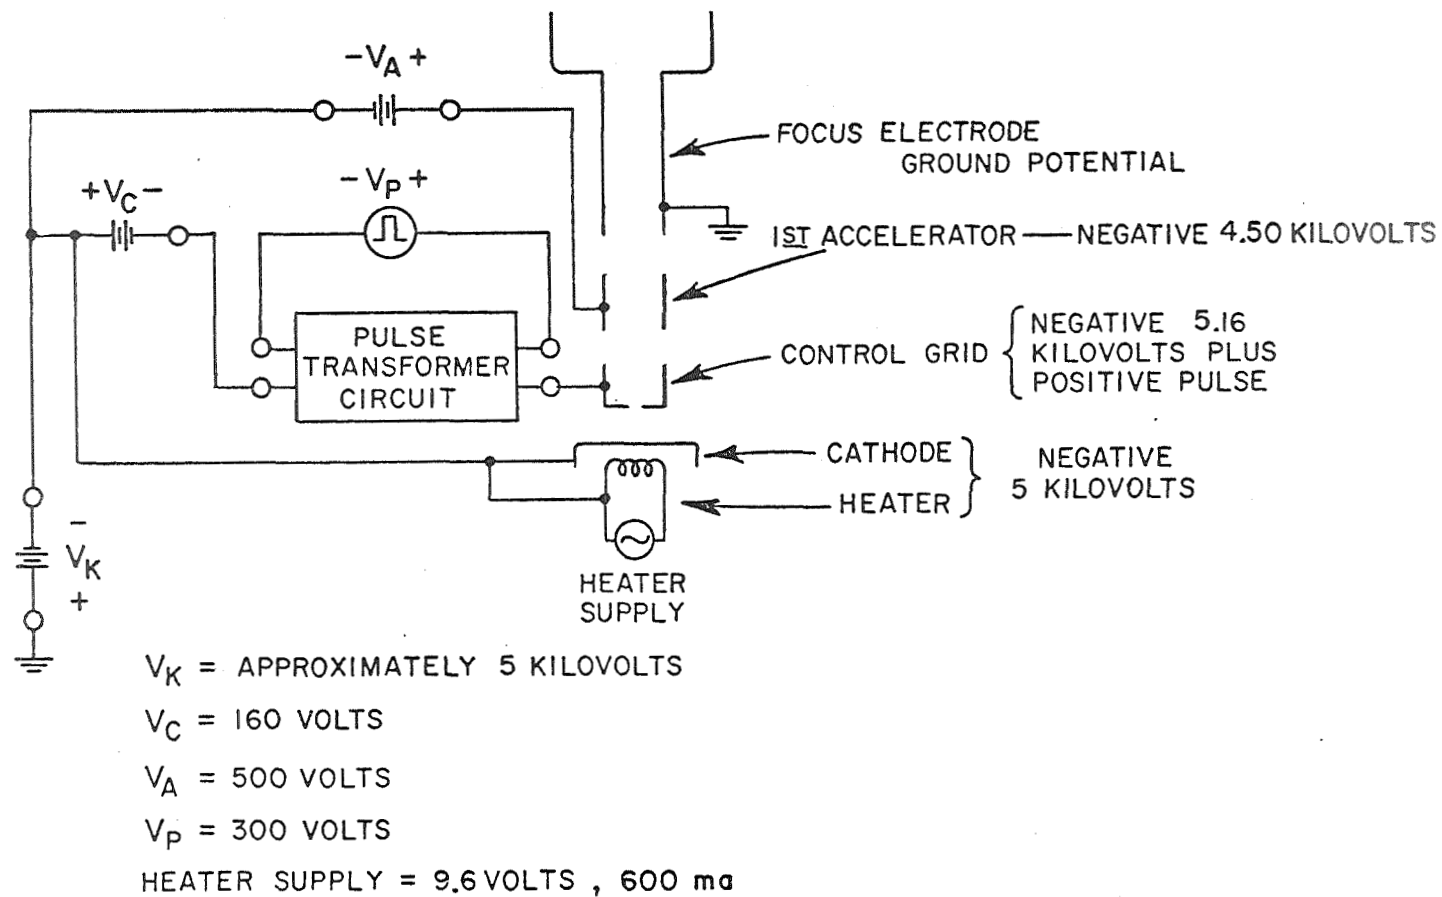 -VA+
FOCUS ELECTRODE
GROUND POTENTIAL
+VC-
-VP+
1ST ACCELERATOR — NEGATIVE 4.50 KILOVOLTS
PULSE
TRANSFORMER
CIRCUIT
CONTROL GRID
NEGATIVE 5.16
KILOVOLTS PLUS
POSITIVE PULSE
CATHODE
HEATER
NEGATIVE
5 KILOVOLTS
-
VK
+
HEATER
SUPPLY
VK = APPROXIMATELY 5 KILOVOLTS
VC = 160 VOLTS
VA = 500 VOLTS
VP = 300 VOLTS
HEATER SUPPLY = 9.6 VOLTS , 600 ma